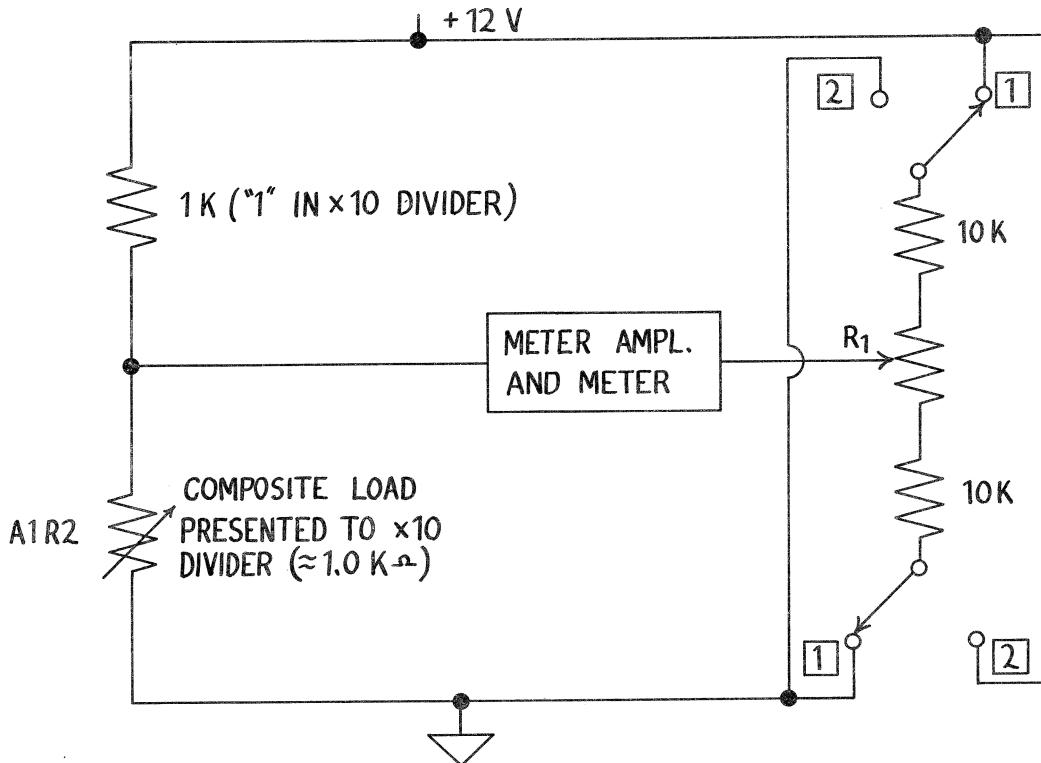 +12 V
2
1
1K ("1" IN ×10 DIVIDER)
10K
R1
METER AMPL.
AND METER
A1R2
COMPOSITE LOAD
PRESENTED TO ×10
DIVIDER (≈1.0 K Ω)
10K
1
2